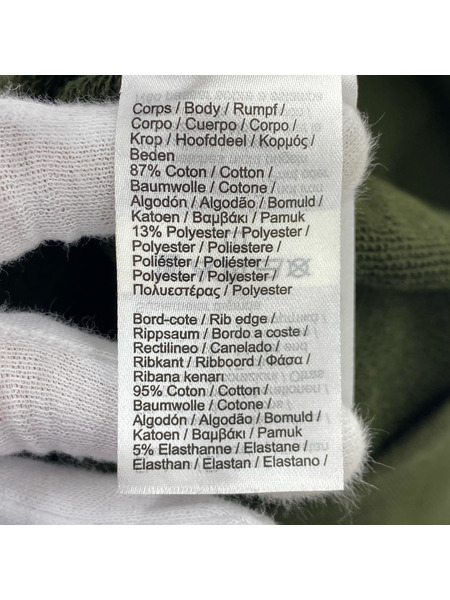 Corps / Body / Rumpf /
Corpo / Cuerpo / Corpo /
Krop / Hoofddeel / Κορμός /
Beden
87% Coton / Cotton /
Baumwolle / Cotone /
Algodón / Algodão / Bomuld /
Katoen / Βαμβάκι / Pamuk
13% Polyester / Polyester /
Polyester / Poliestere /
Poliéster / Poliéster /
Polyester / Polyester /
Πολυεστέρας / Polyester
Bord-cote / Rib edge /
Rippsaum / Bordo a coste /
Rectilineo / Canelado /
Ribkant / Ribboord / Φάσα /
Ribana kenarı
95% Coton / Cotton /
Baumwolle / Cotone /
Algodón / Algodão / Bomuld /
Katoen / Βαμβάκι / Pamuk
5% Elasthanne / Elastane /
Elasthan / Elastan / Elastano /